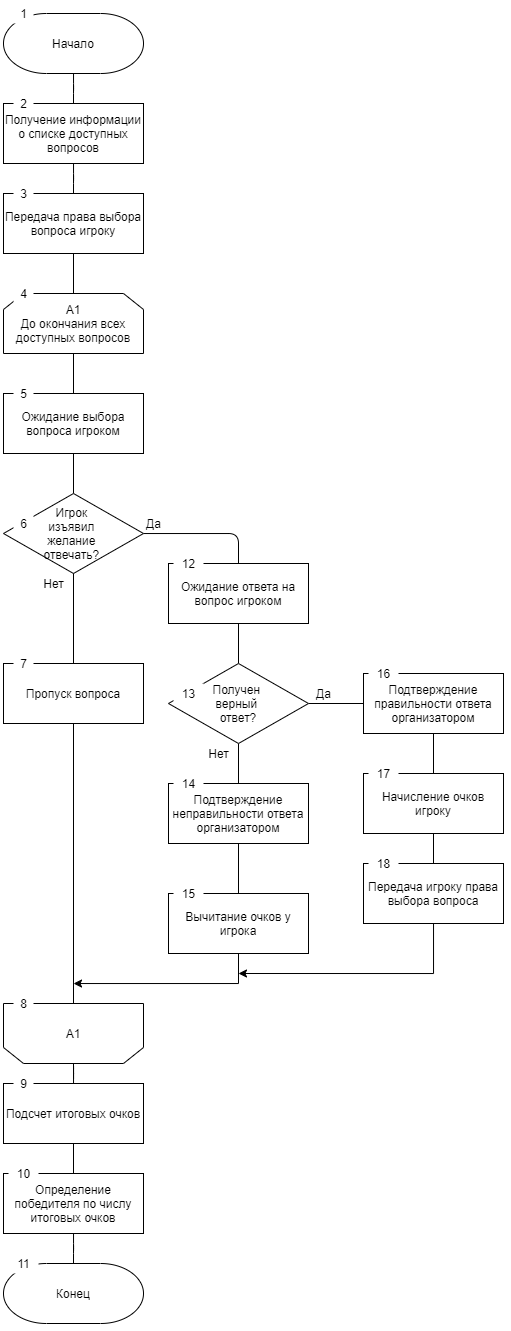 1
Начало
2
Получение информации
о списке доступных
вопросов
3
Передача права выбора
вопроса игроку
4
А1
До окончания всех
доступных вопросов
5
Ожидание выбора
вопроса игроком
6
Игрок
изъявил
желание
отвечать?
Да
Нет
12
Ожидание ответа на
вопрос игроком
7
Пропуск вопроса
13
Получен
верный
ответ?
Да
Нет
16
Подтверждение
правильности ответа
организатором
14
Подтверждение
неправильности ответа
организатором
17
Начисление очков
игроку
15
Вычитание очков у
игрока
18
Передача игроку права
выбора вопроса
8
А1
9
Подсчет итоговых очков
10
Определение
победителя по числу
итоговых очков
11
Конец